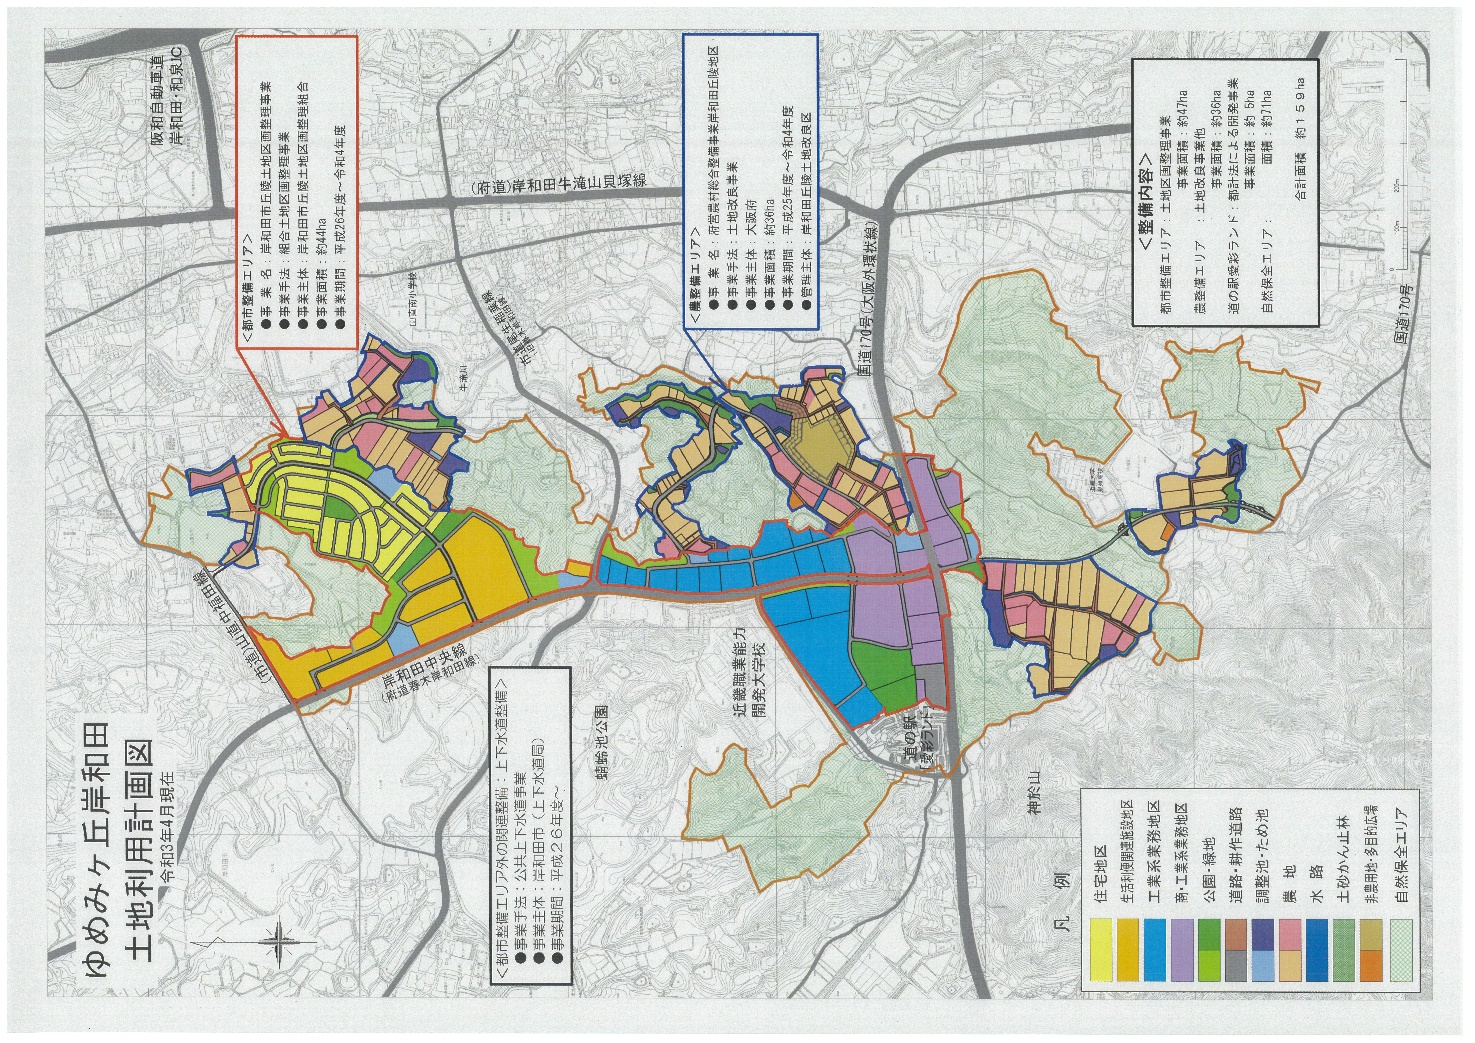 ゆめみヶ丘岸和田
土地利用計画図
令和3年4月現在
阪和自動車道
岸和田・和泉JC
<都市整備エリア>
●事　業　名：岸和田市丘陵土地区画整理事業
●事業手法：組合土地区画整理事業
●事業主体：岸和田市丘陵土地区画整理組合
●事業面積：約44ha
●事業期間：平成26年度～令和4年度
(府道)岸和田牛滝山貝塚線
<農整備エリア>
●事　業　名：府営農村総合整備事業岸和田丘陵地区
●事業手法：土地改良事業
●事業主体：大阪府
●事業面積：約36ha
●事業期間：平成25年度～令和4年度
●管理主体：岸和田丘陵土地改良区
国道170号(大阪外環状線)
<整備内容>
都市整備エリア：土地区画整理事業
事業面積：約47ha
農整備エリア　：土地改良事業他
事業面積：約36ha
道の駅愛彩ランド：都計法による開発事業
事業面積：約 5ha
自然保全エリア：　　面積：約71ha
合計面積　約159ha
国道170号
山直南小学校
牛滝川
(市道)山直中福田線
岸和田中央線
(府道春木岸和田線)
<都市整備エリア外の関連整備：上下水道整備>
●事業手法：公共上下水道事業
●事業主体：岸和田市（上下水道局）
●事業期間：平成26年度～
蜻蛉池公園
近畿職業能力
開発大学校
道の駅
「愛彩ランド」
神於山
凡　例
住宅地区
生活利便関連施設地区
工業系業務地区
商・工業系業務地区
公園・緑地
道路・耕作道路
調整池・ため池
農　地
水　路
土砂かん止林
非農用地・多目的広場
自然保全エリア